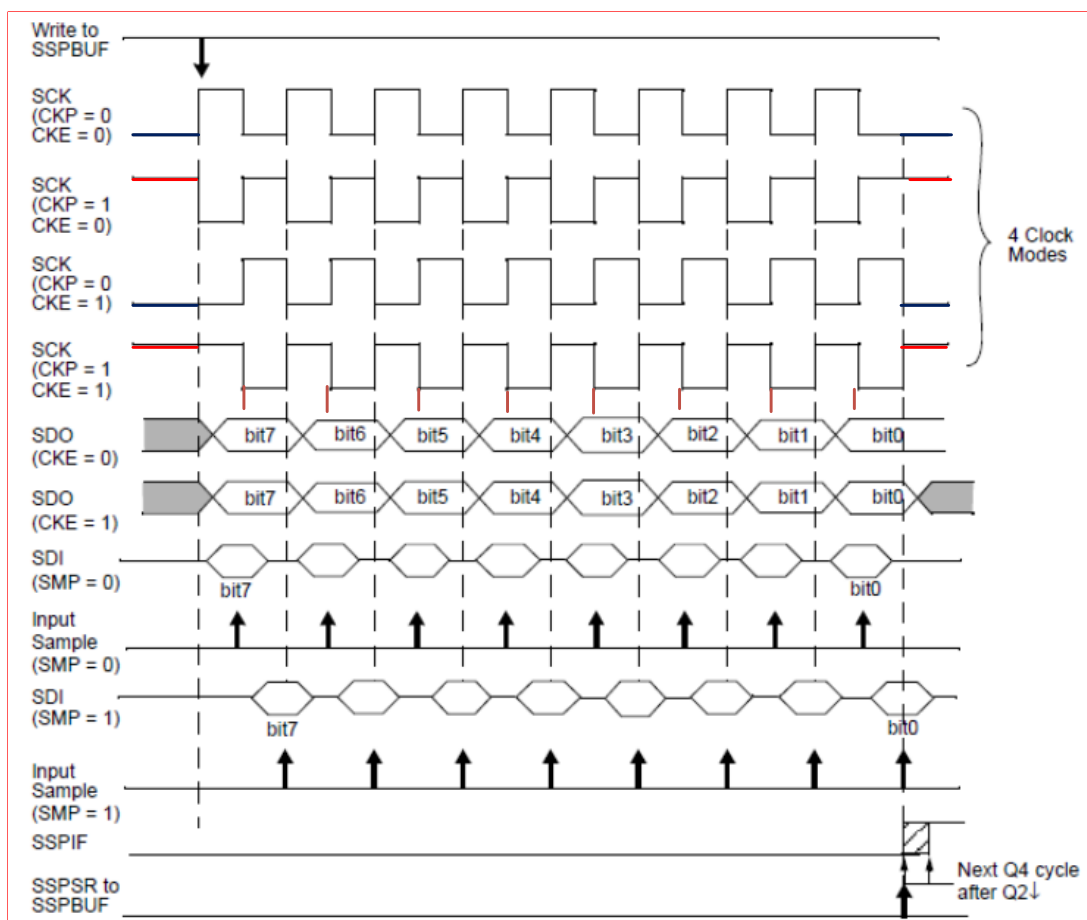 Write to
SSPBUF
SCK
(CKP = 0
CKE = 0)
SCK
(CKP = 1
CKE = 0)
4 Clock
Modes
SCK
(CKP = 0
CKE = 1)
SCK
(CKP = 1
CKE = 1)
SDO
(CKE = 0)
bit7 bit6 bit5 bit4 bit3 bit2 bit1 bit0
SDO
(CKE = 1)
bit7 bit6 bit5 bit4 bit3 bit2 bit1 bit0
SDI
(SMP = 0)
bit7 bit0
Input
Sample
(SMP = 0)
SDI
(SMP = 1)
bit7 bit0
Input
Sample
(SMP = 1)
SSPIF
Next Q4 cycle
after Q2↓
SSPSR to
SSPBUF